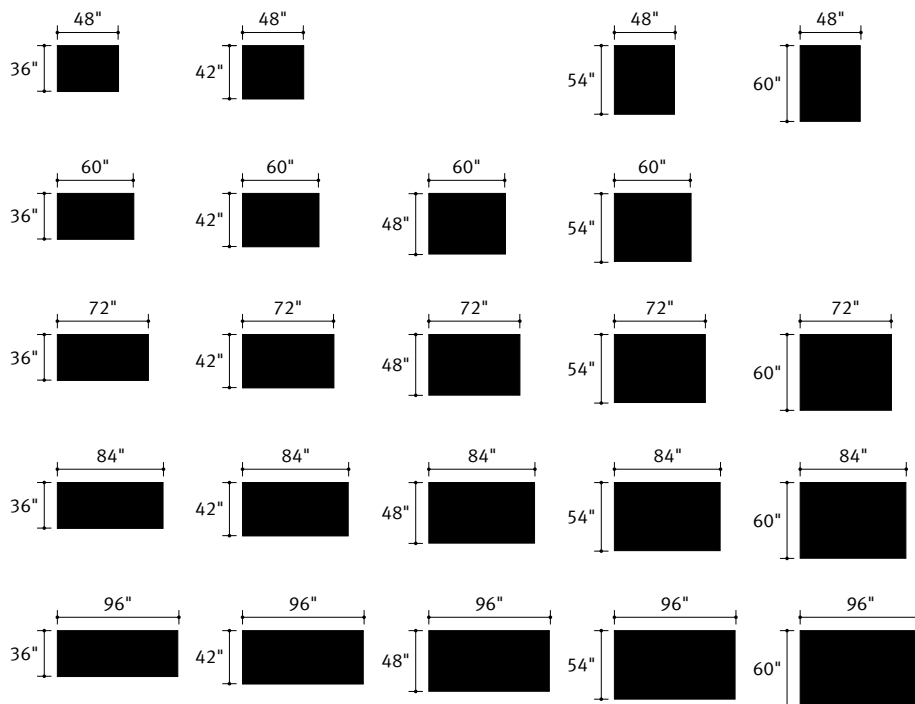 48" 48" 48" 48"
36" 42" 54" 60"
60" 60" 60" 60"
36" 42" 48" 54"
72" 72" 72" 72" 72"
36" 42" 48" 54" 60"
84" 84" 84" 84" 84"
36" 42" 48" 54" 60"
96" 96" 96" 96" 96"
36" 42" 48" 54" 60"